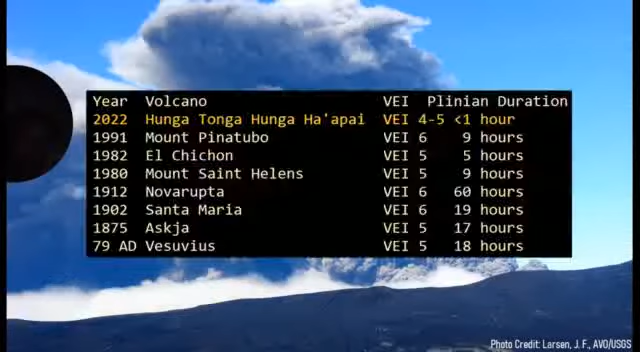 Year Volcano VEI Plinian Duration
2022 Hunga Tonga Hunga Ha'apai VEI 4-5 <1 hour
1991 Mount Pinatubo VEI 6 9 hours
1982 El Chichon VEI 5 5 hours
1980 Mount Saint Helens VEI 5 9 hours
1912 Novarupta VEI 6 60 hours
1902 Santa Maria VEI 6 19 hours
1875 Askja VEI 5 17 hours
79 AD Vesuvius VEI 5 18 hours
Photo Credit: Larsen, J. F., AVO/USGS